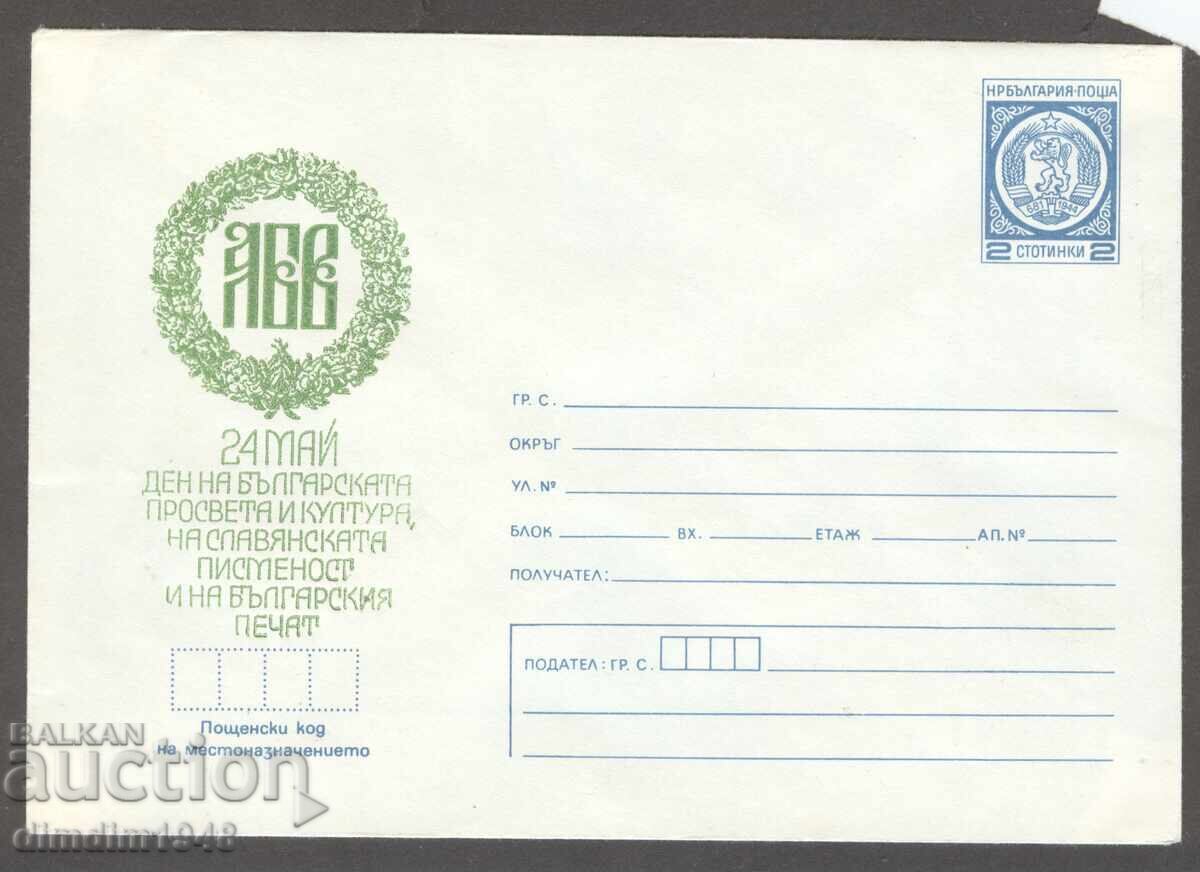 НРБЪЛГАРИЯ·ПОЩА
681 1944
2 СТОТИНКИ 2
АБВ
24 МАЙ
ДЕН НА БЪЛГАРСКАТА
ПРОСВЕТА И КУЛТУРА,
НА СЛАВЯНСКАТА
ПИСМЕНОСТ
И НА БЪЛГАРСКИЯ
ПЕЧАТ
Пощенски код
на местоназначението
ГР. С.
ОКРЪГ
УЛ. №
БЛОК ВХ. ЕТАЖ АП. №
ПОЛУЧАТЕЛ:
ПОДАТЕЛ: ГР. С.
BALKAN
auction
dimdim1948